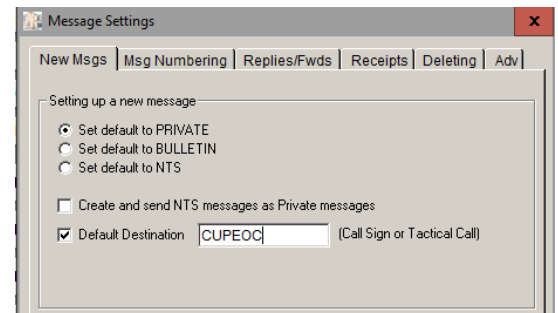 Message Settings
x
New Msgs Msg Numbering Replies/Fwds Receipts Deleting Adv
Setting up a new message
Set default to PRIVATE
Set default to BULLETIN
Set default to NTS
Create and send NTS messages as Private messages
Default Destination CUPEOC (Call Sign or Tactical Call)